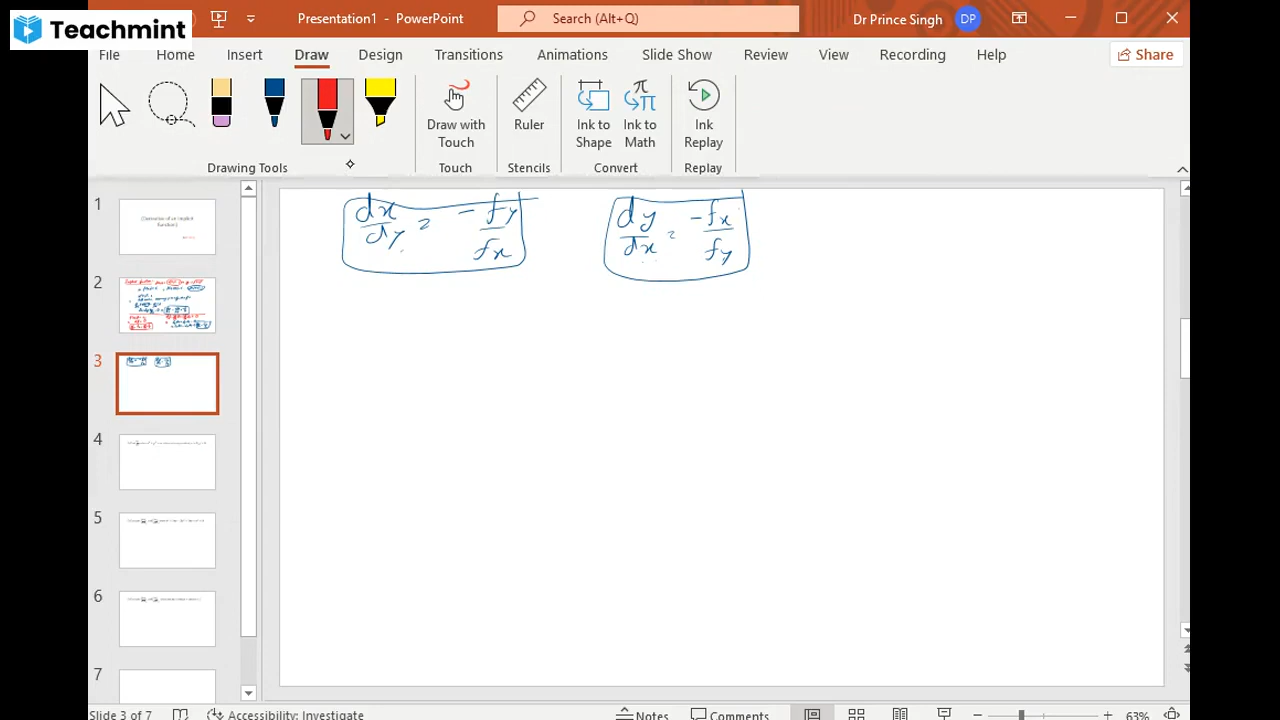 Presentation1 - PowerPoint
Search (Alt+Q)
Dr Prince Singh
DP
Teachmint
File Home Insert Draw Design Transitions Animations Slide Show Review View Recording Help
Share
Draw with Touch
Ruler
Ink to Shape
Ink to Math
Ink Replay
Drawing Tools
Touch
Stencils
Convert
Replay
1
2
3
4
5
6
7
dx/dy = -fy/fx
dy/dx = -fx/fy
Slide 3 of 7
Accessibility: Investigate
Notes
Comments
63%